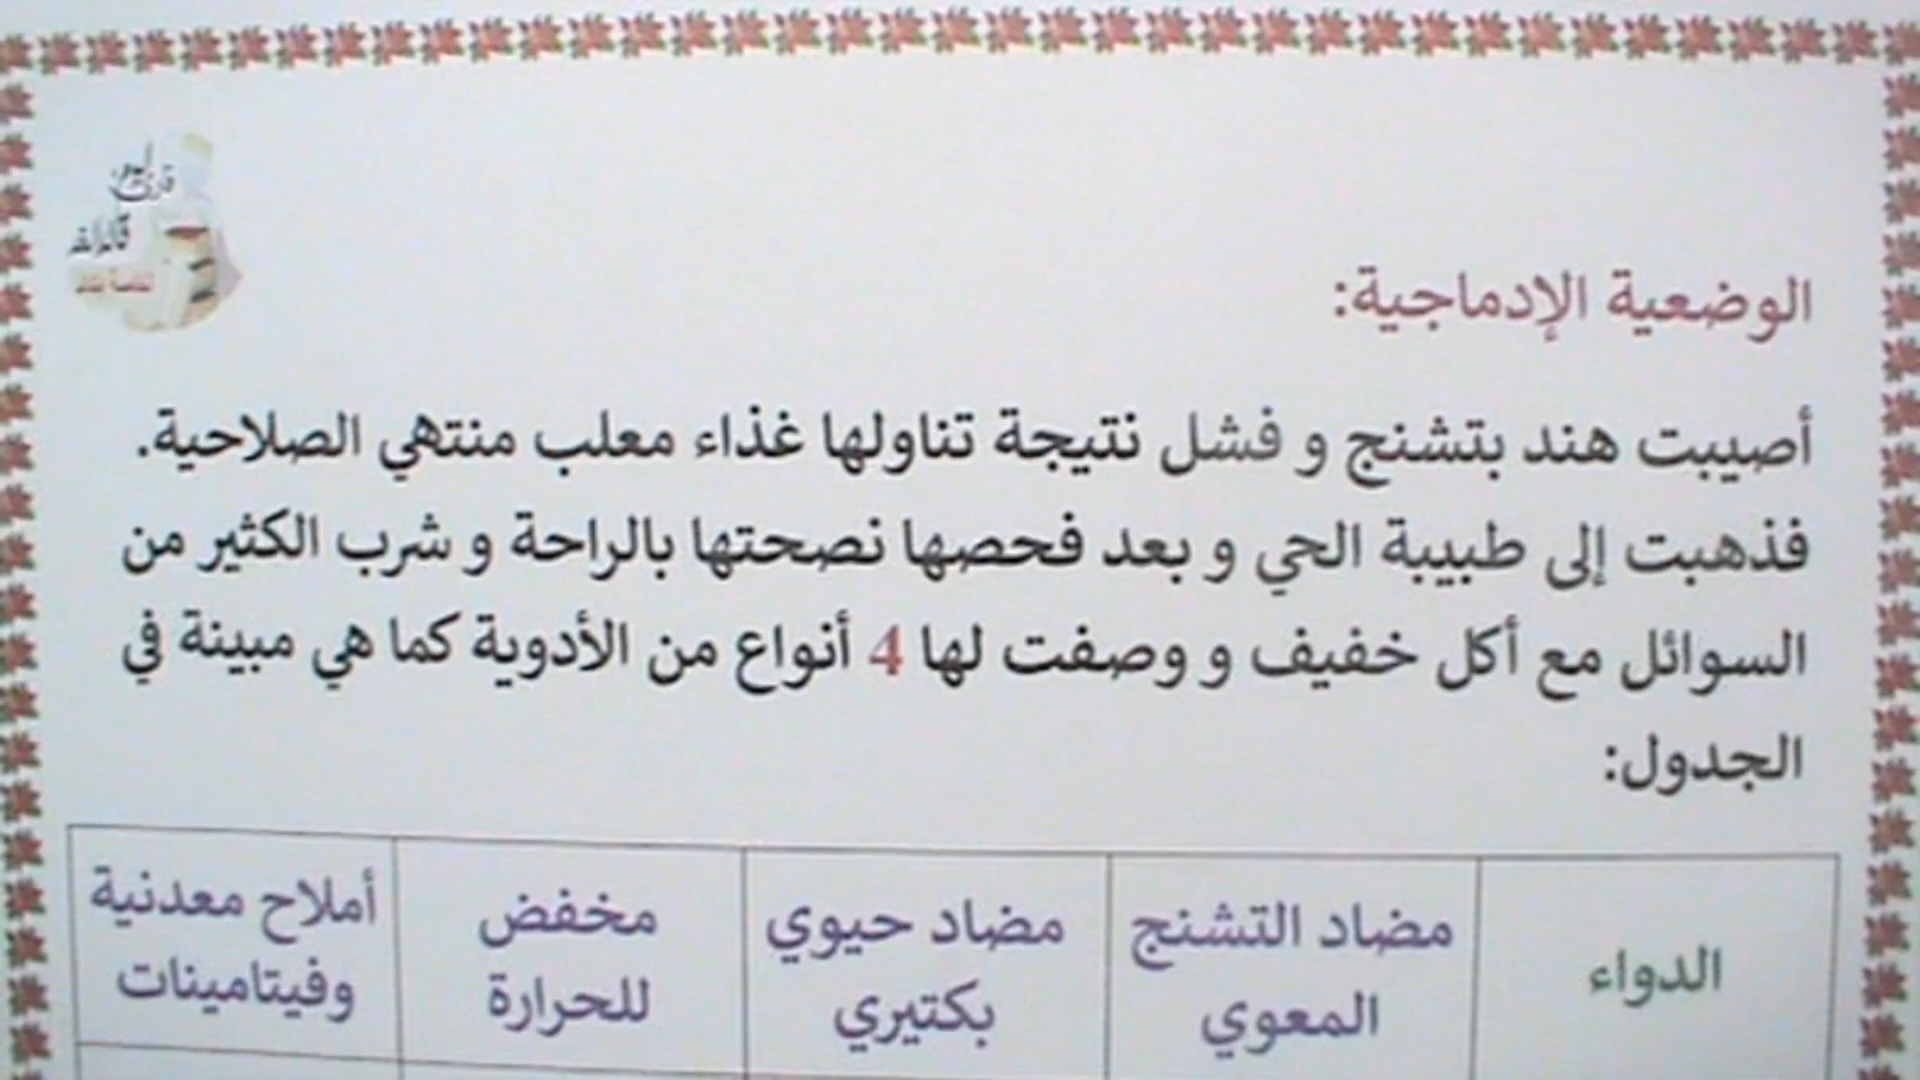 الوضعية الإدماجية:
أصيبت هند بتشنج و فشل نتيجة تناولها غذاء معلب منتهي الصلاحية.
فذهبت إلى طبيبة الحي و بعد فحصها نصحتها بالراحة و شرب الكثير من
السوائل مع أكل خفيف و وصفت لها 4 أنواع من الأدوية كما هي مبينة في
الجدول:
الدواء
مضاد التشنج
المعوي
مضاد حيوي
بكتيري
مخفض
للحرارة
أملاح معدنية
وفيتامينات